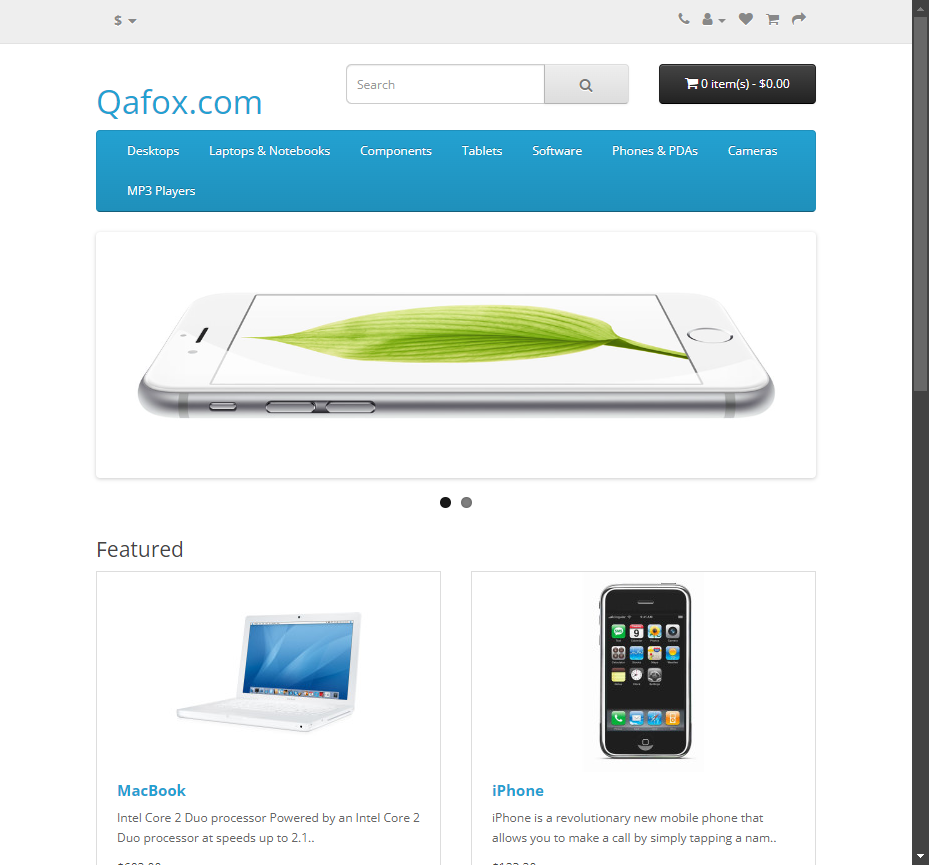 $
Qafox.com
Search
0 item(s) - $0.00
Desktops
Laptops & Notebooks
Components
Tablets
Software
Phones & PDAs
Cameras
MP3 Players
Featured
MacBook
Intel Core 2 Duo processor Powered by an Intel Core 2
Duo processor at speeds up to 2.1..
iPhone
iPhone is a revolutionary new mobile phone that
allows you to make a call by simply tapping a nam..